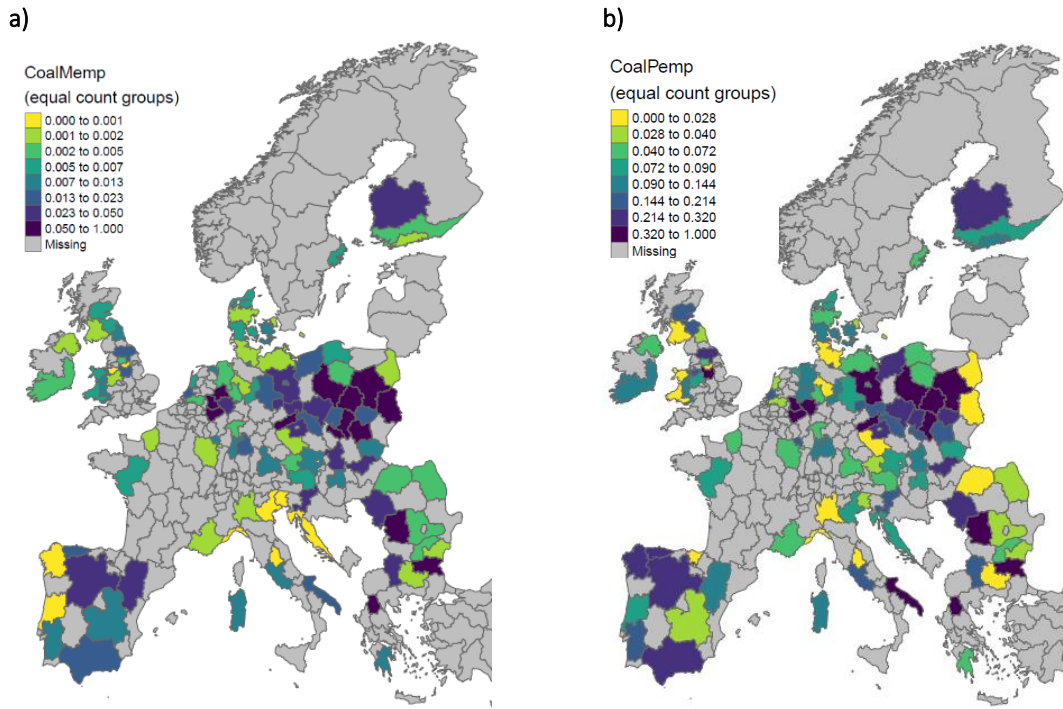 a)
CoalMemp
(equal count groups)
0.000 to 0.001
0.001 to 0.002
0.002 to 0.005
0.005 to 0.007
0.007 to 0.013
0.013 to 0.023
0.023 to 0.050
0.050 to 1.000
Missing
b)
CoalPemp
(equal count groups)
0.000 to 0.028
0.028 to 0.040
0.040 to 0.072
0.072 to 0.090
0.090 to 0.144
0.144 to 0.214
0.214 to 0.320
0.320 to 1.000
Missing